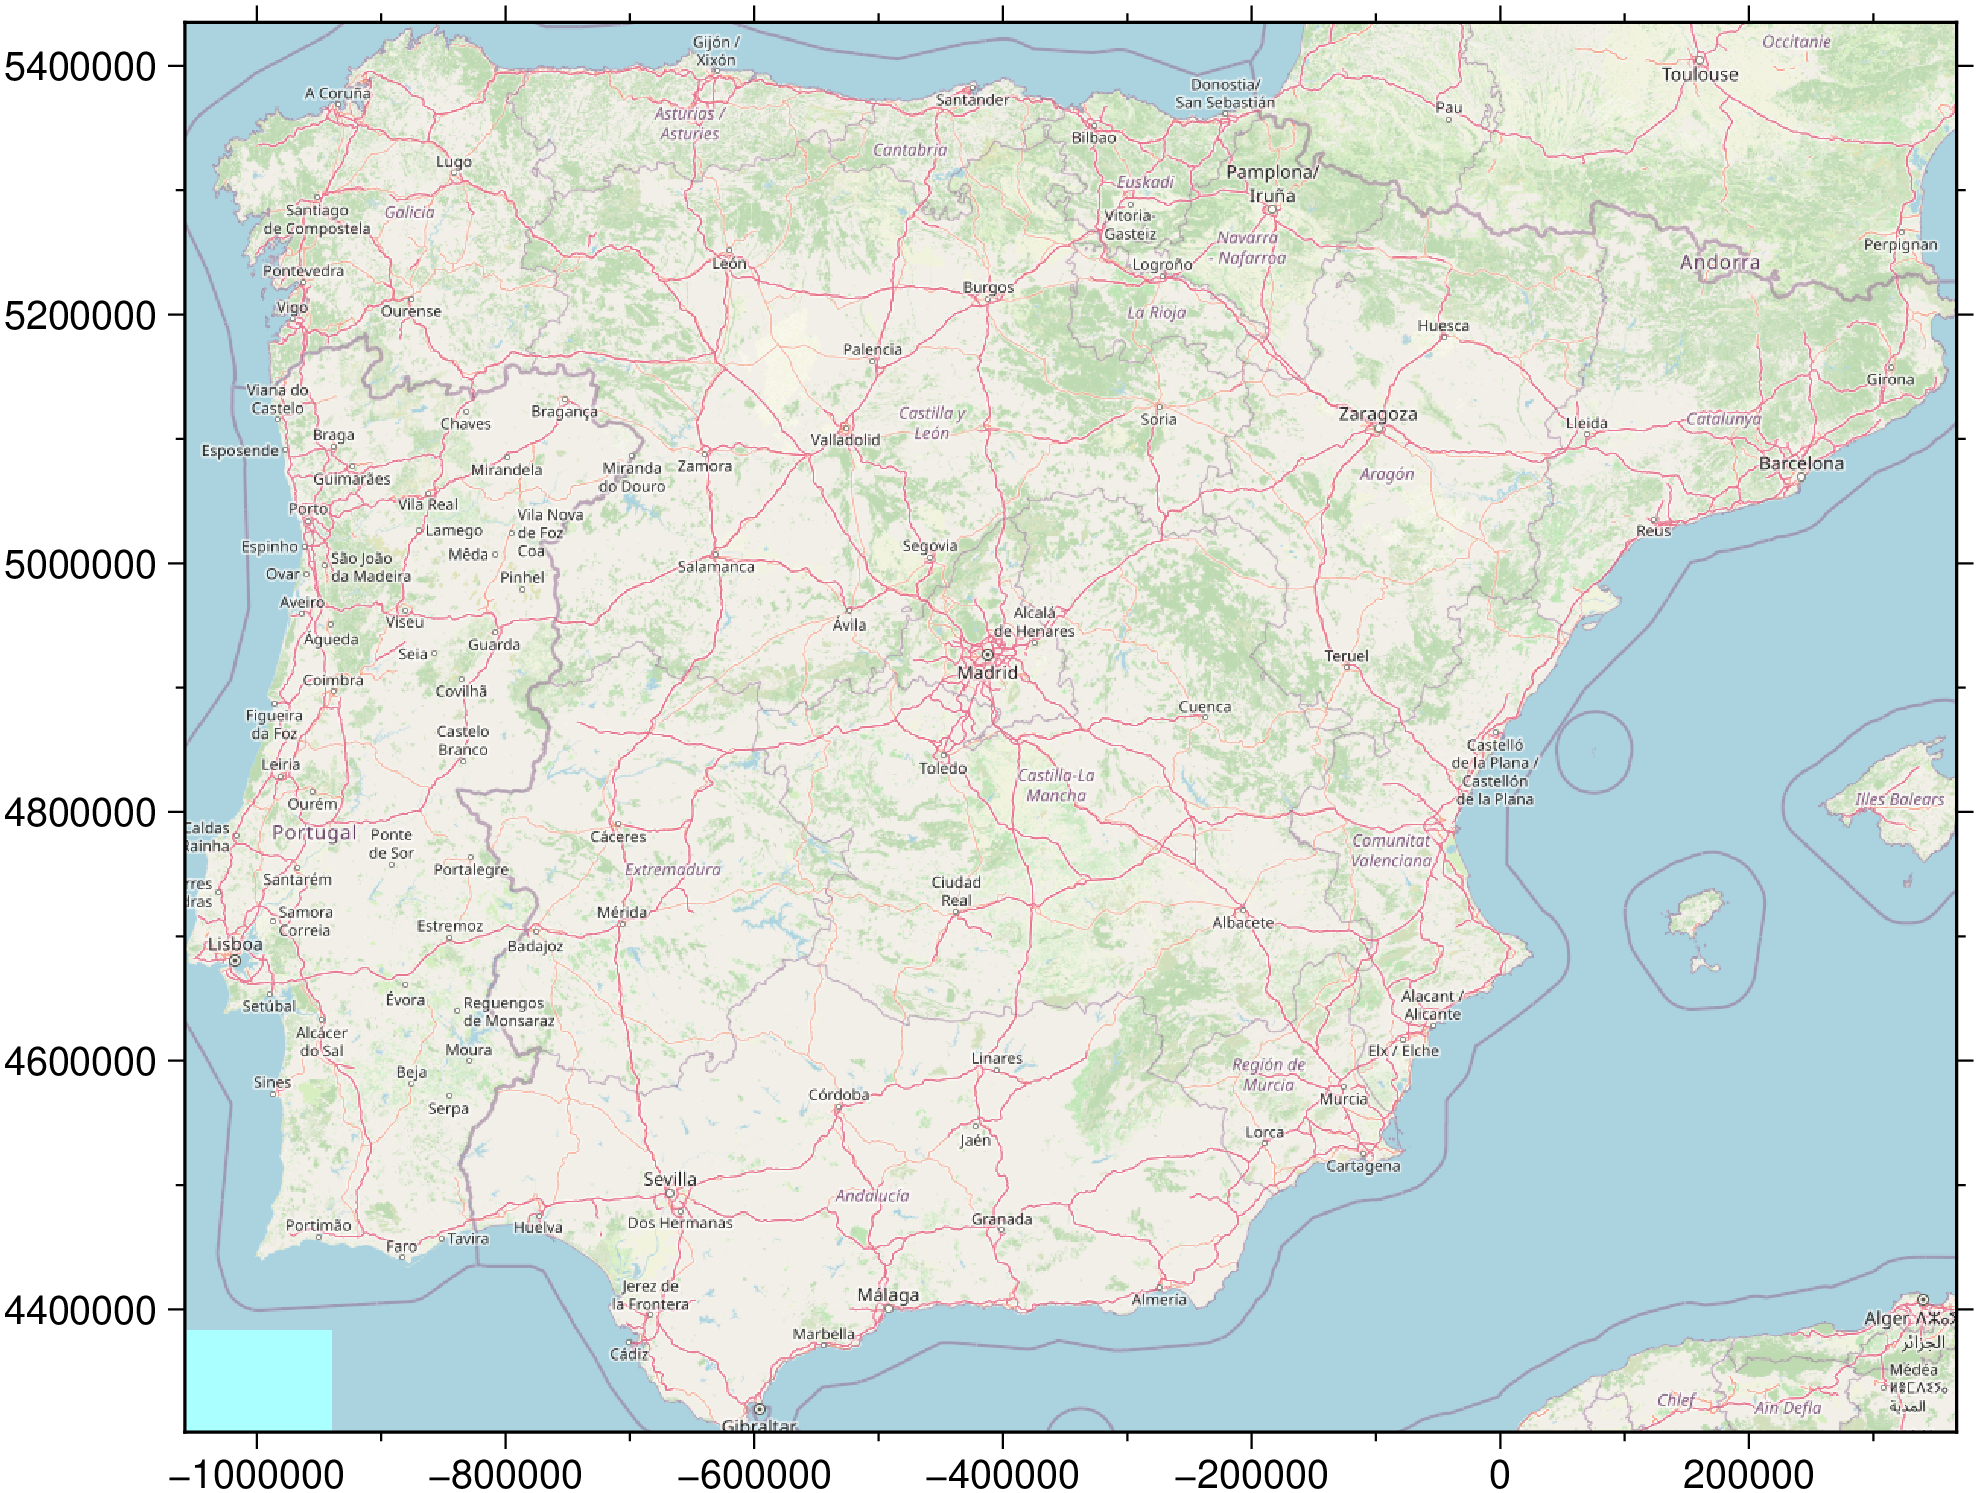 5400000
5200000
5000000
4800000
4600000
4400000
−1000000
−800000
−600000
−400000
−200000
0
200000
Gijón /
Xixón
Occitanie
Toulouse
A Coruña
Donostia/
San Sebastián
Santander
Pau
Asturias /
Asturies
Bilbao
Cantabria
Lugo
Pamplona/
Iruña
Euskadi
Santiago
de Compostela
Galicia
Vitoria-
Gasteiz
Navarra
- Nafarroa
Perpignan
León
Logroño
Andorra
Pontevedra
Burgos
Vigo
Ourense
La Rioja
Huesca
Palencia
Girona
Viana do
Castelo
Chaves
Bragança
Castilla y
León
Soria
Zaragoza
Lleida
Catalunya
Braga
Valladolid
Esposende
Guimarães
Mirandela
Miranda
do Douro
Zamora
Aragón
Barcelona
Porto
Vila Real
Vila Nova
de Foz
Coa
Lamego
Reus
Espinho
Mêda
Segovia
São João
da Madeira
Ovar
Pinhel
Salamanca
Aveiro
Viseu
Ávila
Alcalá
de Henares
Águeda
Guarda
Seia
Teruel
Coimbra
Covilhã
Madrid
Figueira
da Foz
Castelo
Branco
Cuenca
Castelló
de la Plana /
Castellón
de la Plana
Leiria
Toledo
Castilla-La
Mancha
Ourém
Illes Balears
Caldas
Rainha
Portugal
Ponte
de Sor
Cáceres
Comunitat
Valenciana
Portalegre
Extremadura
Santarém
rres
dras
Ciudad
Real
Samora
Correia
Estremoz
Mérida
Albacete
Lisboa
Badajoz
Setúbal
Évora
Reguengos
de Monsaraz
Alacant /
Alicante
Alcácer
do Sal
Moura
Linares
Elx / Elche
Sines
Beja
Región de
Murcia
Serpa
Córdoba
Murcia
Jaén
Lorca
Cartagena
Sevilla
Andalucía
Portimão
Huelva
Dos Hermanas
Granada
Faro
Tavira
Jerez de
la Frontera
Málaga
Almeria
Alger
الجزائر
Marbella
Cádiz
Médéa
المدية
Chlef
Aïn Defla
Gibraltar